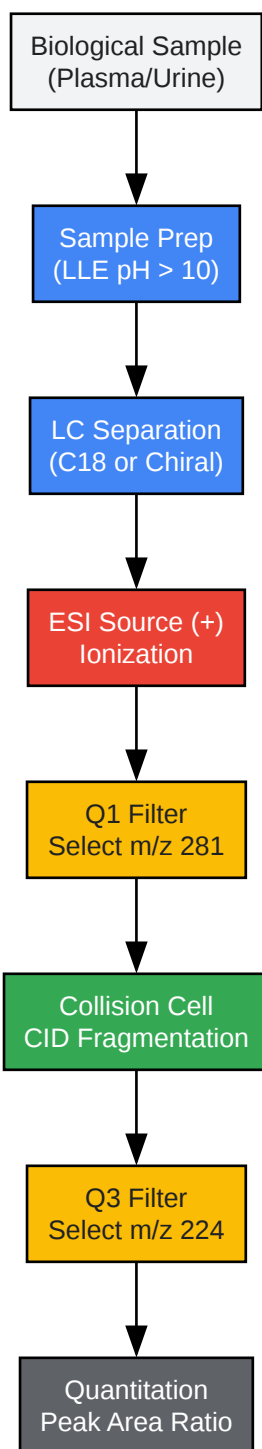 Biological Sample
(Plasma/Urine)
Sample Prep
(LLE pH > 10)
LC Separation
(C18 or Chiral)
ESI Source (+)
Ionization
Q1 Filter
Select m/z 281
Collision Cell
CID Fragmentation
Q3 Filter
Select m/z 224
Quantitation
Peak Area Ratio